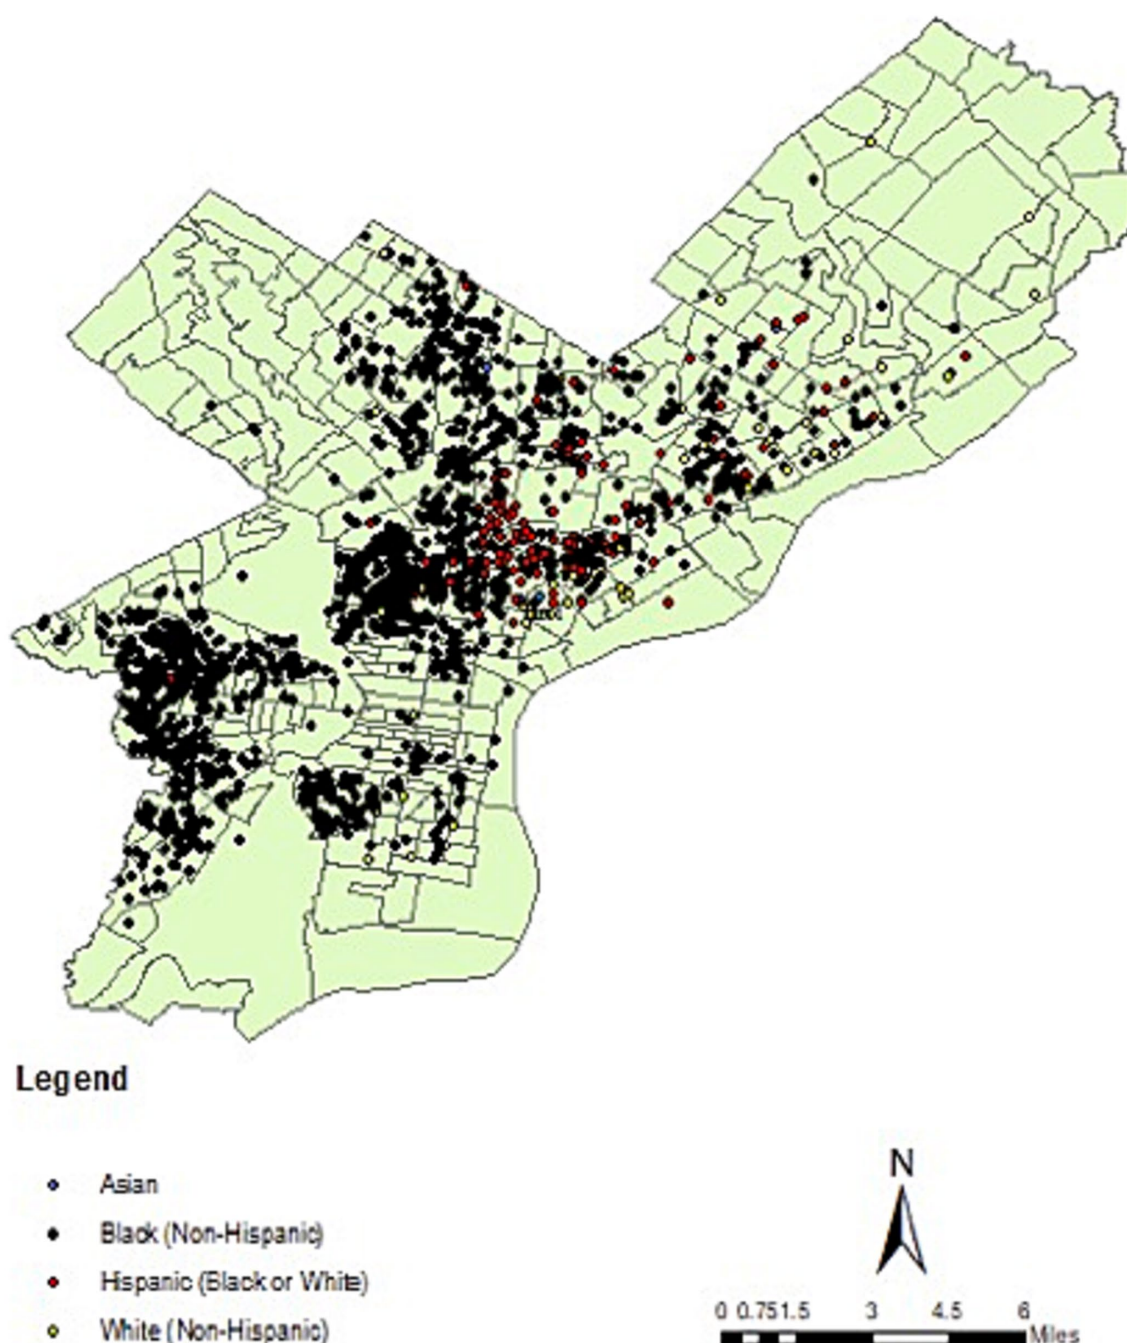 Legend
Asian
Black (Non-Hispanic)
Hispanic (Black or White)
White (Non-Hispanic)
N
0 0.75 1.5 3 4.5 6
Miles